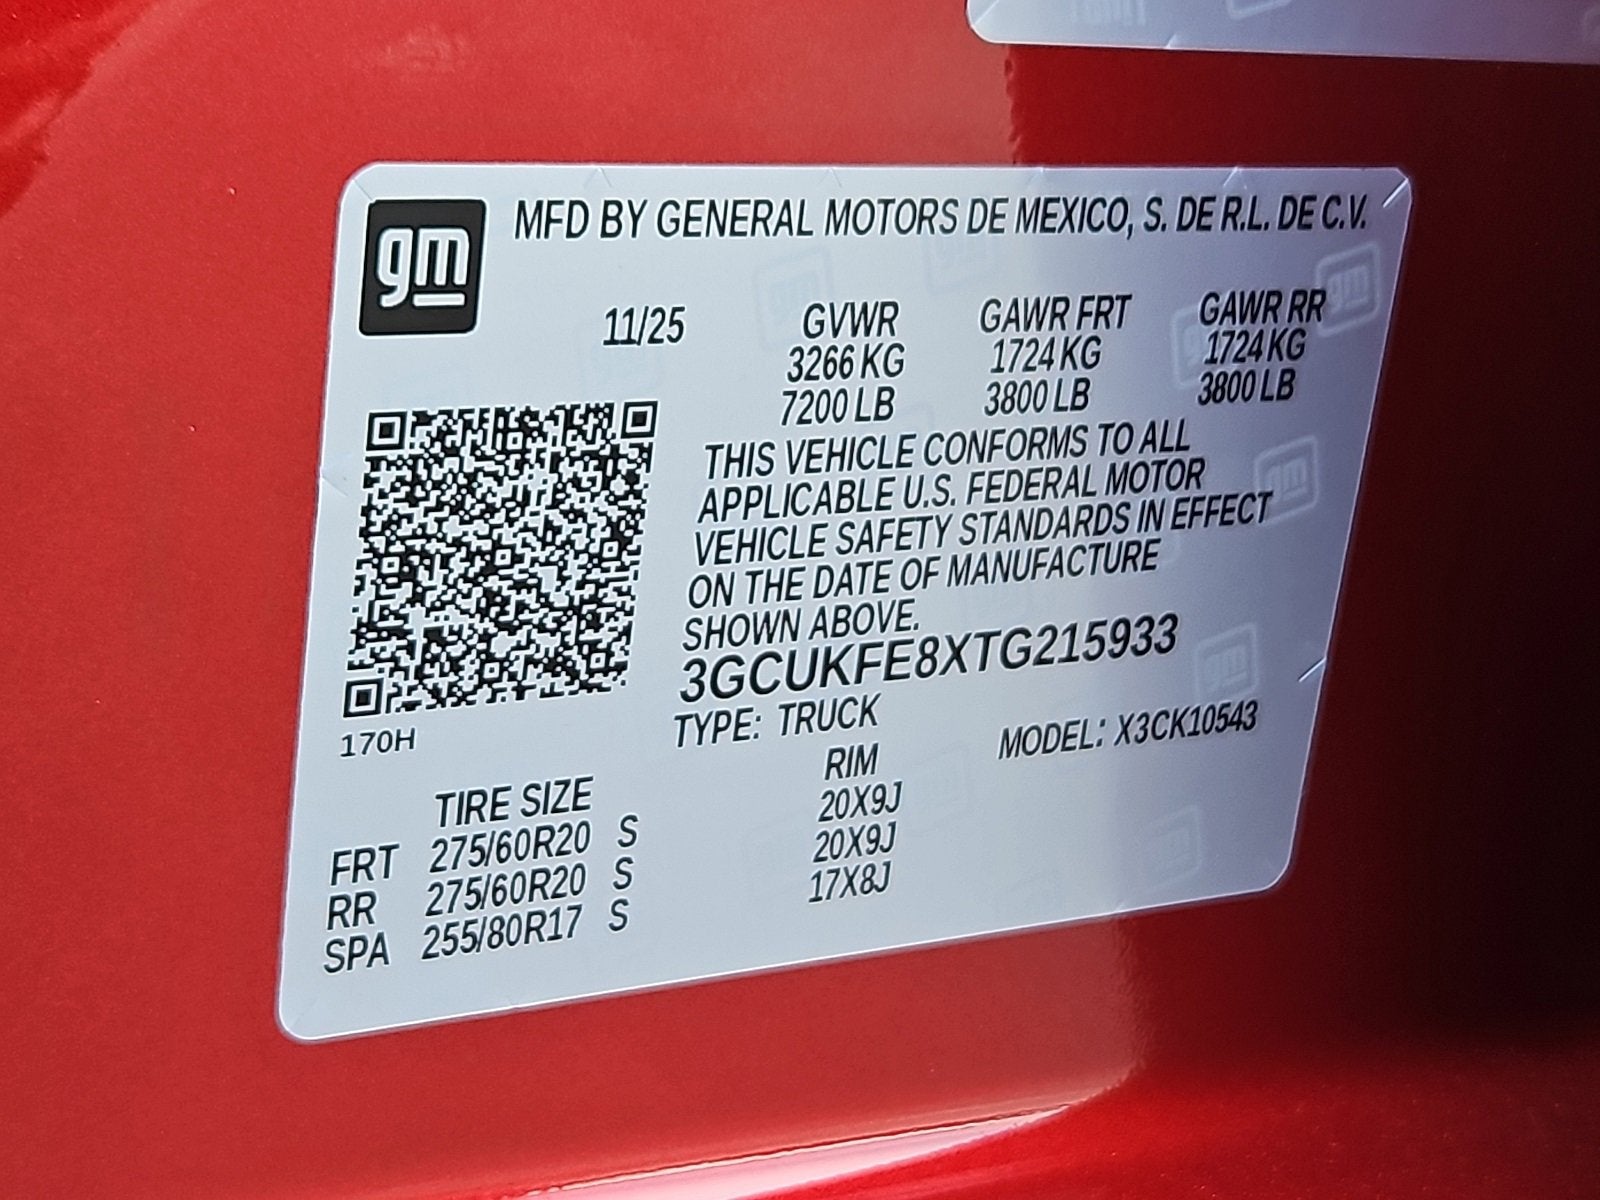 gm
MFD BY GENERAL MOTORS DE MEXICO, S. DE R.L. DE C.V.
11/25 GVWR GAWR FRT GAWR RR
3266 KG 1724 KG 1724 KG
7200 LB 3800 LB 3800 LB
THIS VEHICLE CONFORMS TO ALL
APPLICABLE U.S. FEDERAL MOTOR
VEHICLE SAFETY STANDARDS IN EFFECT
ON THE DATE OF MANUFACTURE
SHOWN ABOVE.
3GCUKFE8XTG215933
170H
TYPE: TRUCK MODEL: X3CK10543
TIRE SIZE RIM
FRT 275/60R20 S 20X9J
RR 275/60R20 S 20X9J
SPA 255/80R17 S 17X8J